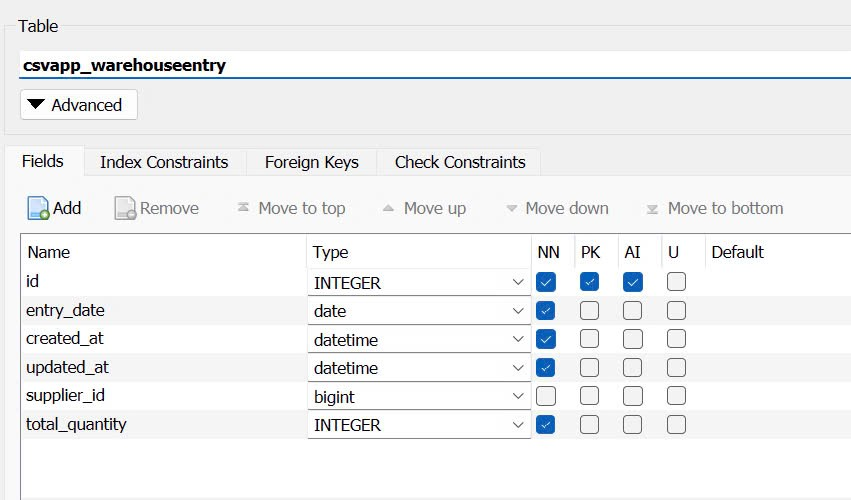 Table
csvapp_warehouseentry
Advanced
Fields Index Constraints Foreign Keys Check Constraints
Add Remove Move to top Move up Move down Move to bottom
Name Type NN PK AI U Default
id INTEGER
entry_date date
created_at datetime
updated_at datetime
supplier_id bigint
total_quantity INTEGER